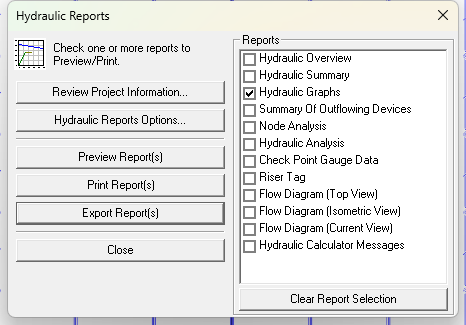 Hydraulic Reports
Check one or more reports to
Preview/Print.
Review Project Information...
Hydraulic Reports Options...
Preview Report(s)
Print Report(s)
Export Report(s)
Close
Reports
Hydraulic Overview
Hydraulic Summary
Hydraulic Graphs
Summary Of Outflowing Devices
Node Analysis
Hydraulic Analysis
Check Point Gauge Data
Riser Tag
Flow Diagram (Top View)
Flow Diagram (Isometric View)
Flow Diagram (Current View)
Hydraulic Calculator Messages
Clear Report Selection